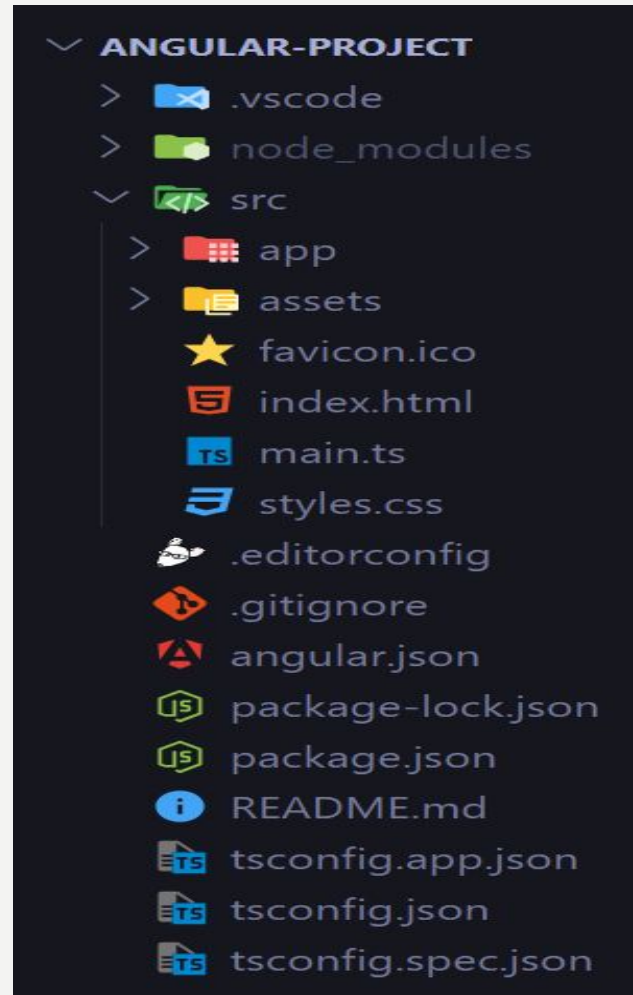 ANGULAR-PROJECT
.vscode
node_modules
src
app
assets
favicon.ico
index.html
main.ts
styles.css
.editorconfig
.gitignore
angular.json
package-lock.json
package.json
README.md
tsconfig.app.json
tsconfig.json
tsconfig.spec.json